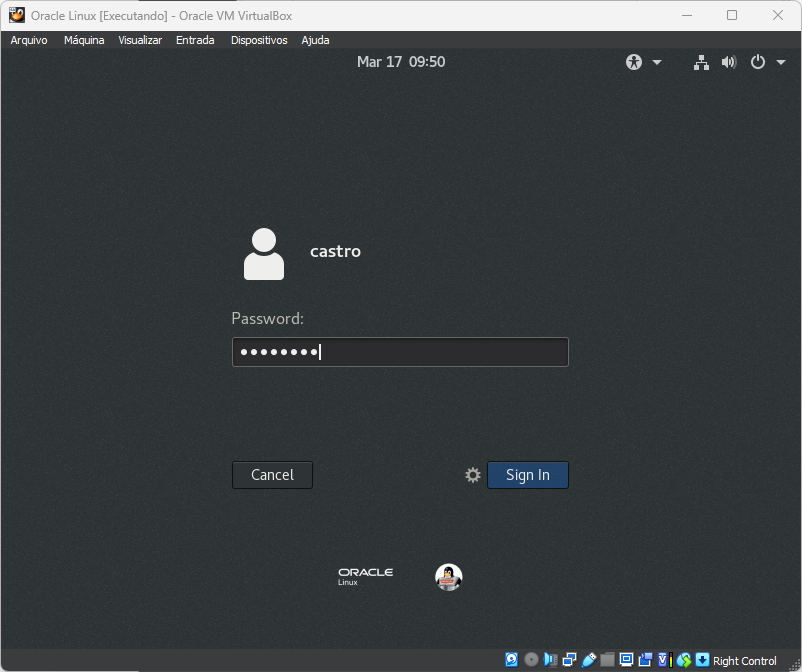 Oracle Linux [Executando] - Oracle VM VirtualBox
Arquivo Máquina Visualizar Entrada Dispositivos Ajuda
Mar 17 09:50
castro
Password:
Cancel
Sign In
ORACLE
Linux
Right Control